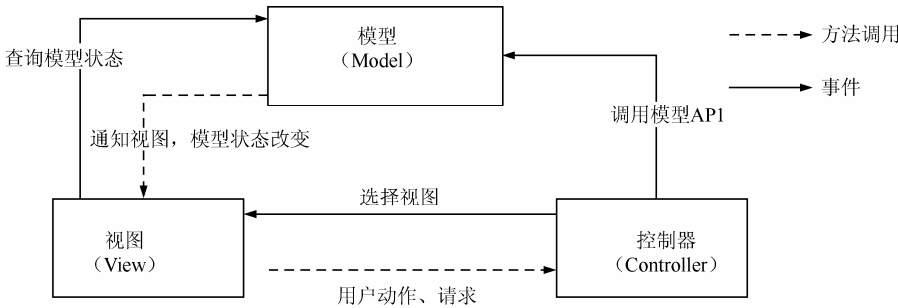 模型
（Model）
方法调用
查询模型状态
事件
调用模型AP1
通知视图，模型状态改变
选择视图
视图
（View）
控制器
（Controller）
用户动作、请求